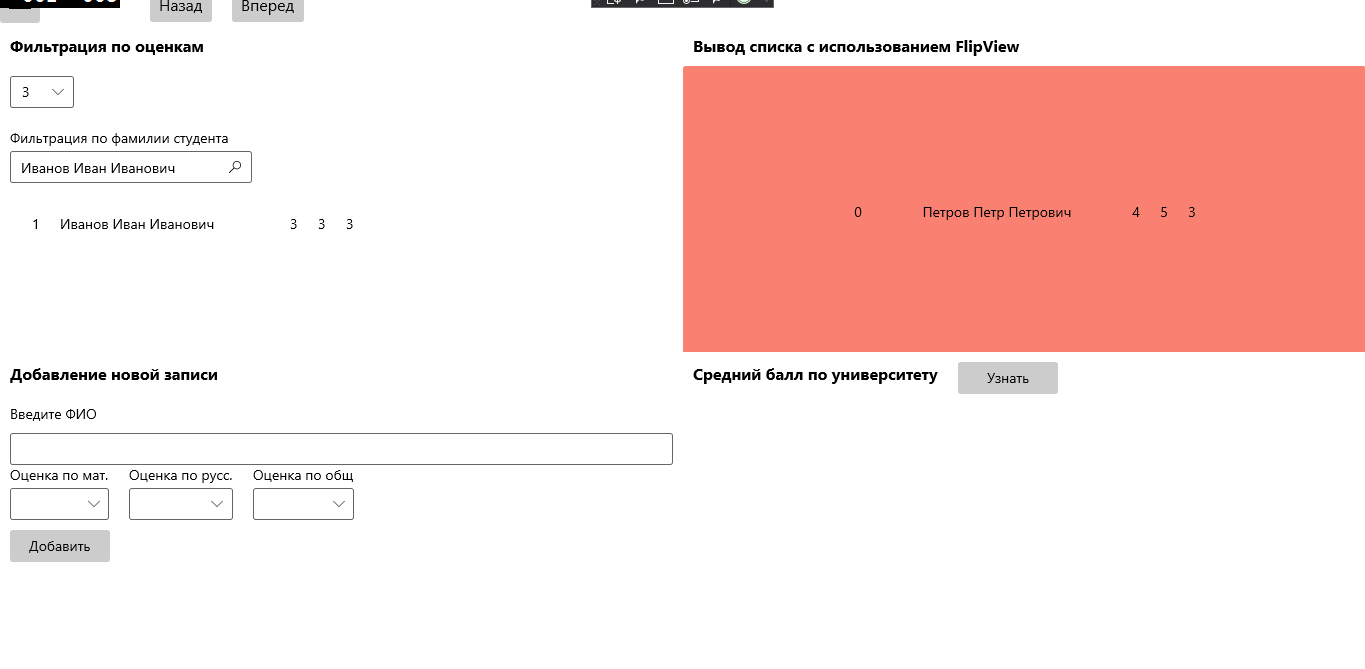 Назад Вперед
Фильтрация по оценкам
3
Фильтрация по фамилии студента
Иванов Иван Иванович
1 Иванов Иван Иванович 3 3 3
Вывод списка с использованием FlipView
0 Петров Петр Петрович 4 5 3
Добавление новой записи
Введите ФИО
Оценка по мат. Оценка по русс. Оценка по общ
Добавить
Средний балл по университету Узнать